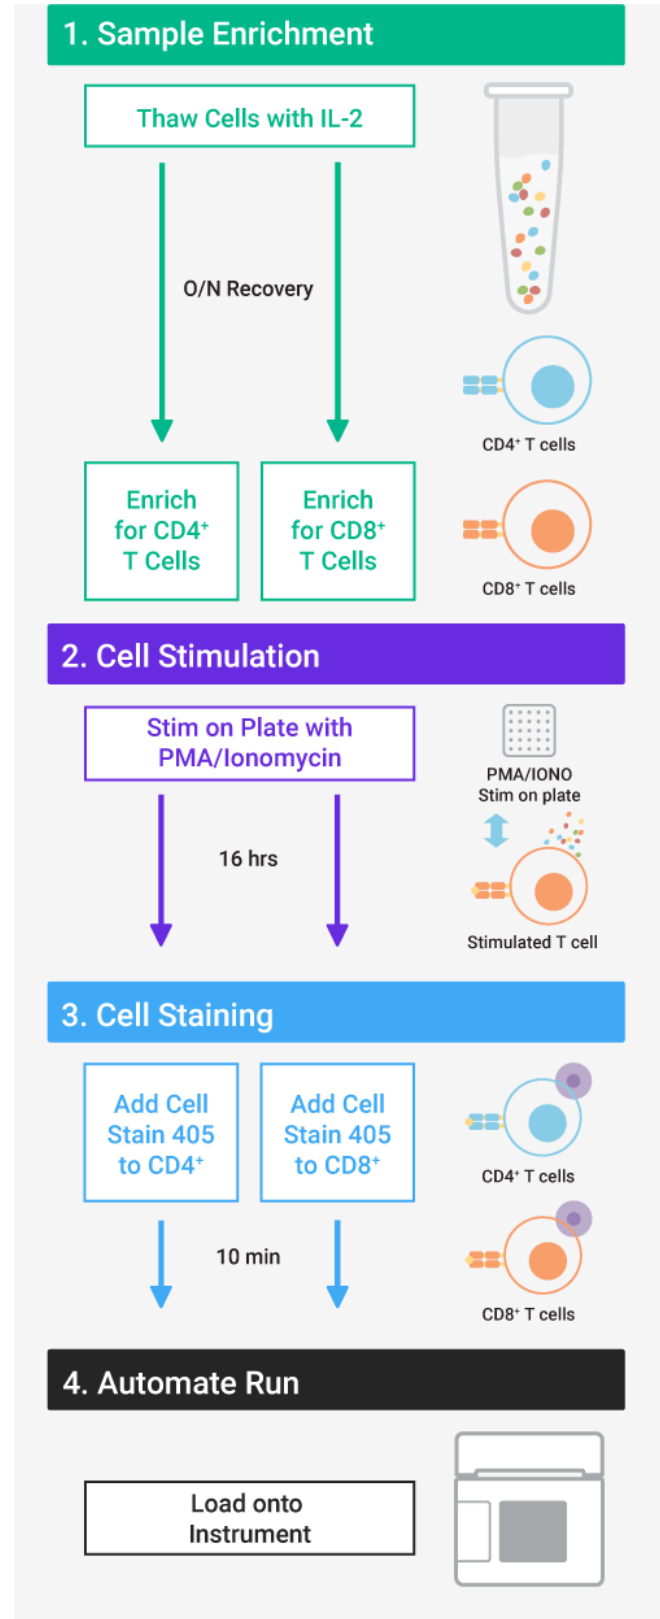 1. Sample Enrichment
Thaw Cells with IL-2
O/N Recovery
CD4⁺ T cells
Enrich
for CD4⁺
T Cells
Enrich
for CD8⁺
T Cells
CD8⁺ T cells
2. Cell Stimulation
Stim on Plate with
PMA/Ionomycin
PMA/IONO
Stim on plate
16 hrs
Stimulated T cell
3. Cell Staining
Add Cell
Stain 405
to CD4⁺
Add Cell
Stain 405
to CD8⁺
CD4⁺ T cells
10 min
CD8⁺ T cells
4. Automate Run
Load onto
Instrument